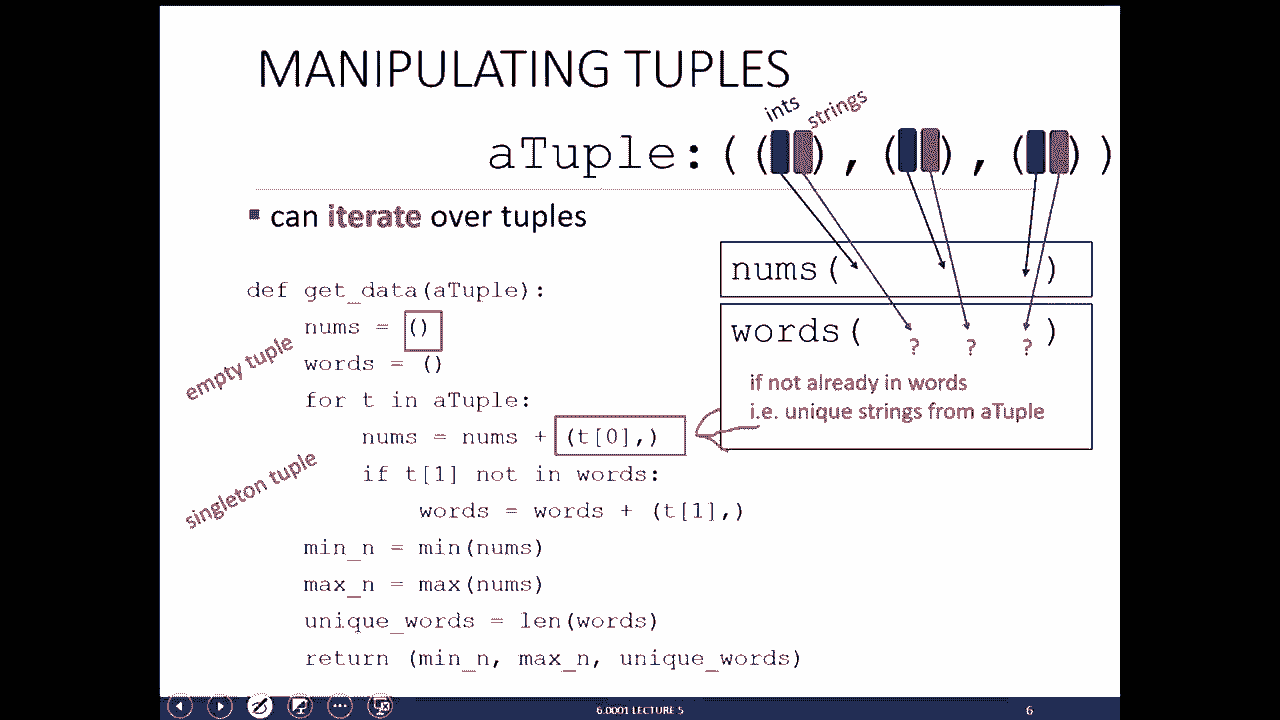 MANIPULATING TUPLES
ints
strings
aTuple:(( ),( ),( ))
▪ can iterate over tuples
def get_data(aTuple):
nums = ()
words = ()
for t in aTuple:
nums = nums + (t[0],)
if t[1] not in words:
words = words + (t[1],)
min_n = min(nums)
max_n = max(nums)
unique_words = len(words)
return (min_n, max_n, unique_words)
empty tuple
singleton tuple
nums( )
words( )
? ? ?
if not already in words
i.e. unique strings from aTuple
6.0001 LECTURE 5
6